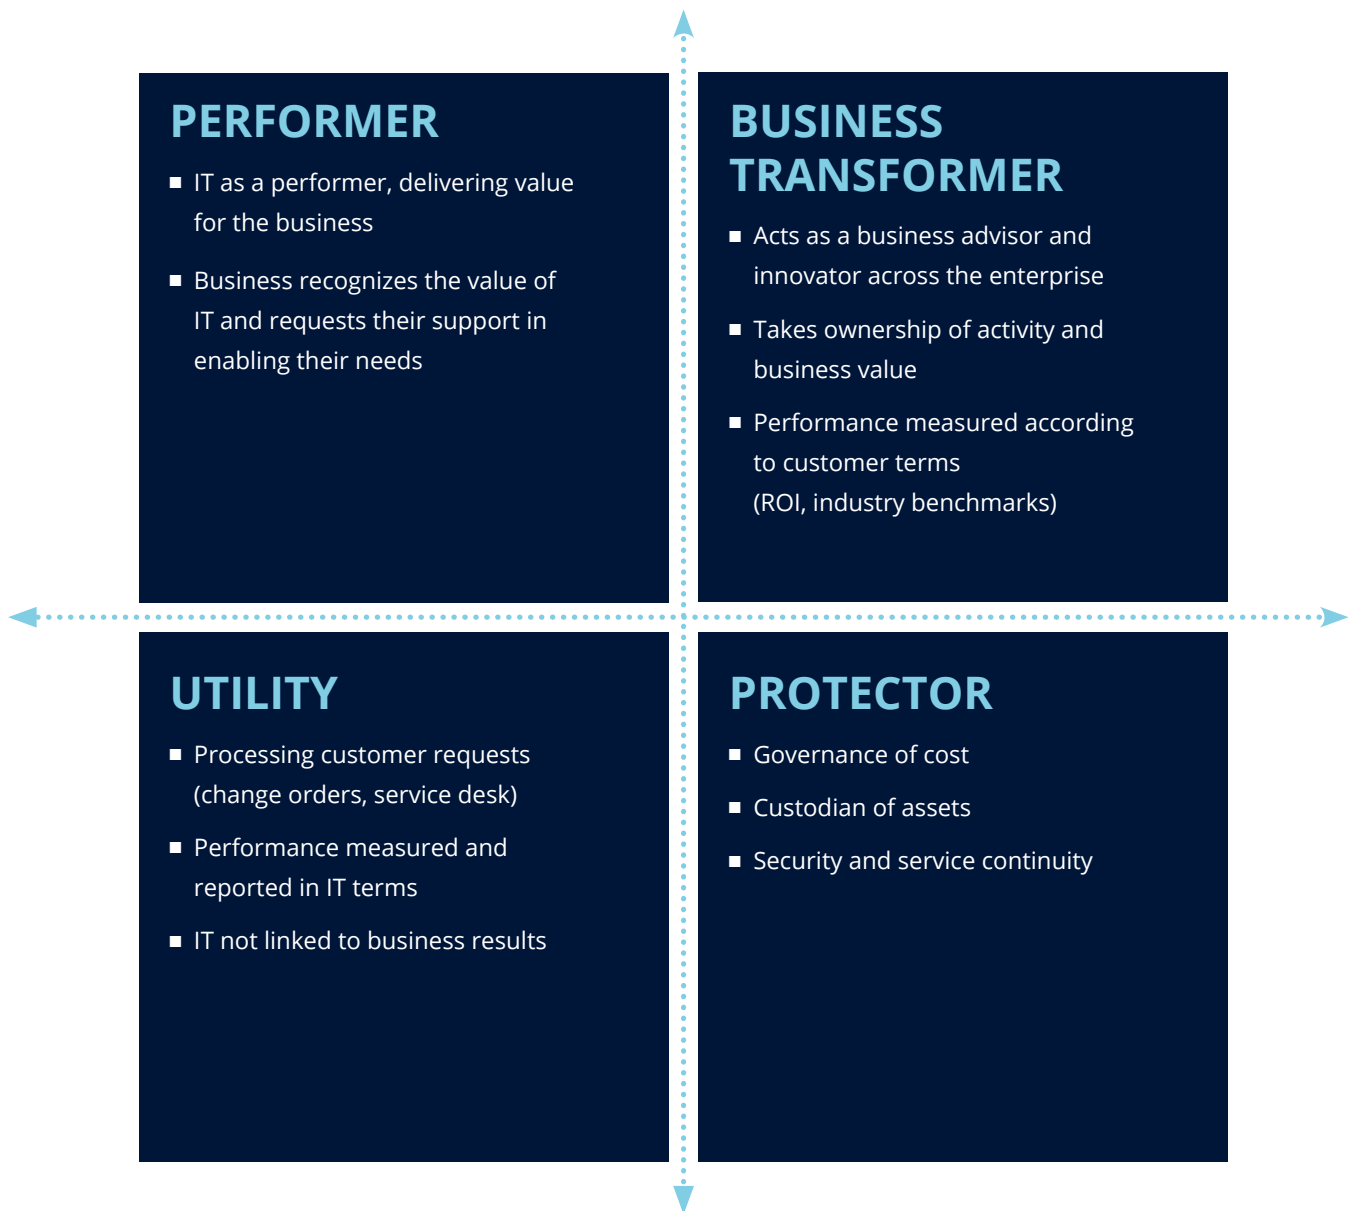 PERFORMER
IT as a performer, delivering value
for the business
Business recognizes the value of
IT and requests their support in
enabling their needs
BUSINESS
TRANSFORMER
Acts as a business advisor and
innovator across the enterprise
Takes ownership of activity and
business value
Performance measured according
to customer terms
(ROI, industry benchmarks)
UTILITY
Processing customer requests
(change orders, service desk)
Performance measured and
reported in IT terms
IT not linked to business results
PROTECTOR
Governance of cost
Custodian of assets
Security and service continuity